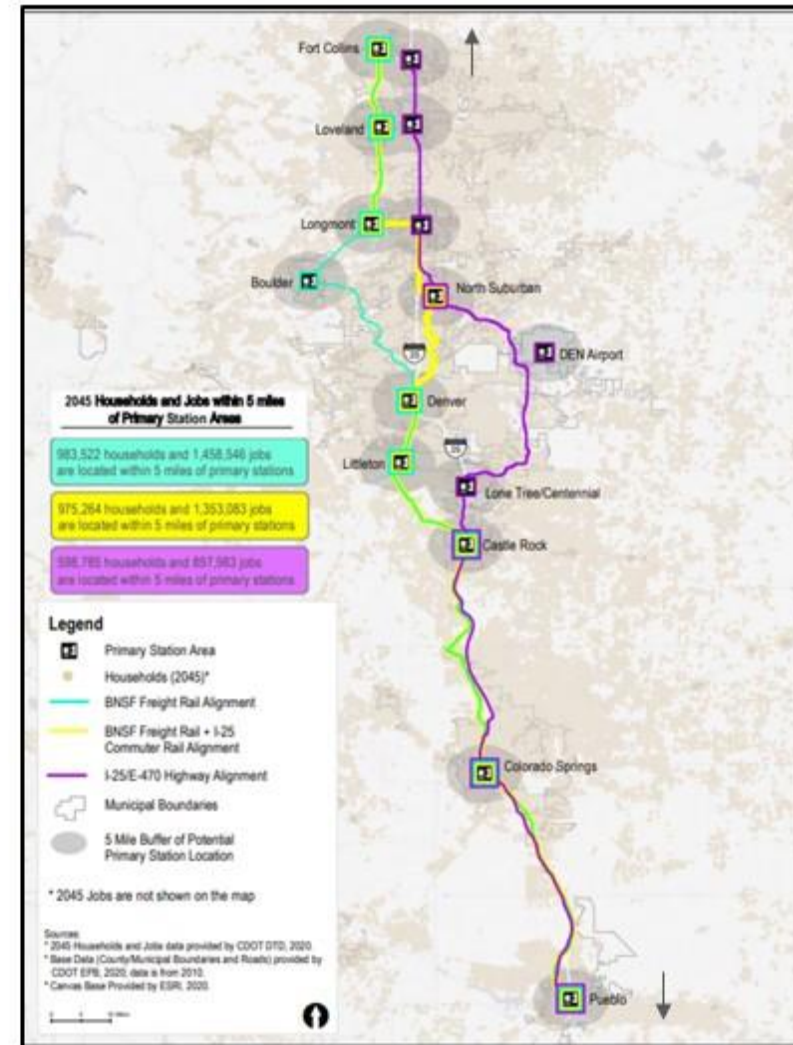 Fort Collins
Loveland
Longmont
Boulder
North Suburban
25
DEN Airport
Denver
25
Littleton
Lone Tree/Centennial
Castle Rock
Colorado Springs
Pueblo
2045 Households and Jobs within 5 miles
of Primary Station Areas
983,522 households and 1,458,546 jobs
are located within 5 miles of primary stations
975,264 households and 1,353,083 jobs
are located within 5 miles of primary stations
households and jobs
are located within 5 miles of primary stations
Legend
Primary Station Area
Households (2045)*
BNSF Freight Rail Alignment
BNSF Freight Rail + I-25
Commuter Rail Alignment
I-25/E-470 Highway Alignment
Municipal Boundaries
5 Mile Buffer of Potential
Primary Station Location
* 2045 Jobs are not shown on the map
Sources:
* 2045 Households and Jobs data provided by CDOT DTD, 2020.
* Base Data (County/Municipal Boundaries and Roads) provided by
CDOT EPB, 2020; data is from 2010.
* Canvas Base Provided by ESRI, 2020.